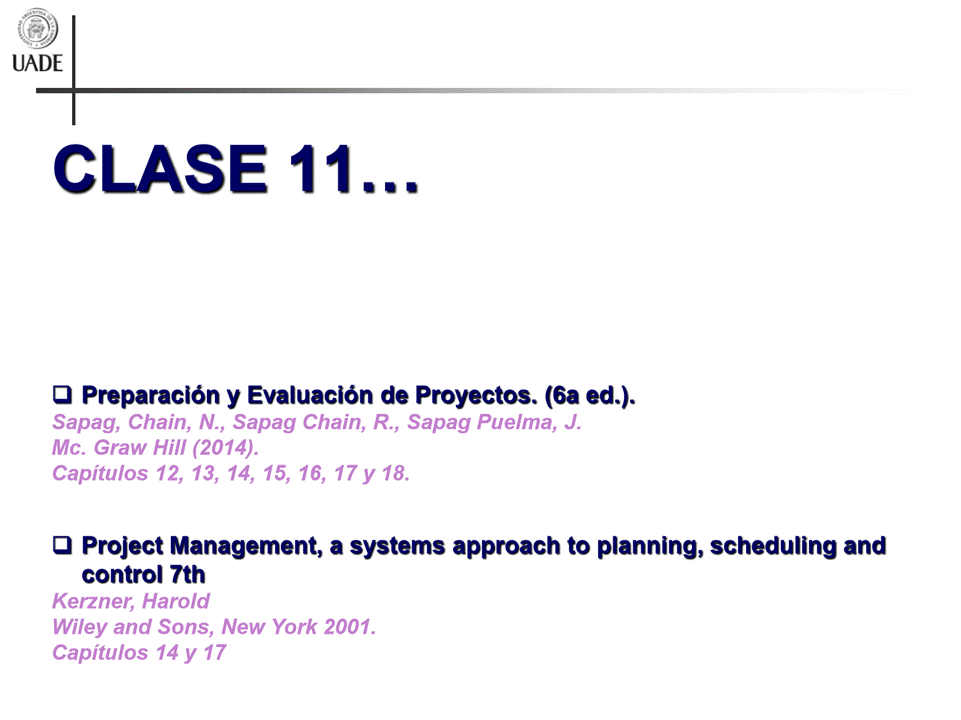 UADE
CLASE 11…
Preparación y Evaluación de Proyectos. (6a ed.).
Sapag, Chain, N., Sapag Chain, R., Sapag Puelma, J.
Mc. Graw Hill (2014).
Capítulos 12, 13, 14, 15, 16, 17 y 18.
Project Management, a systems approach to planning, scheduling and
control 7th
Kerzner, Harold
Wiley and Sons, New York 2001.
Capítulos 14 y 17